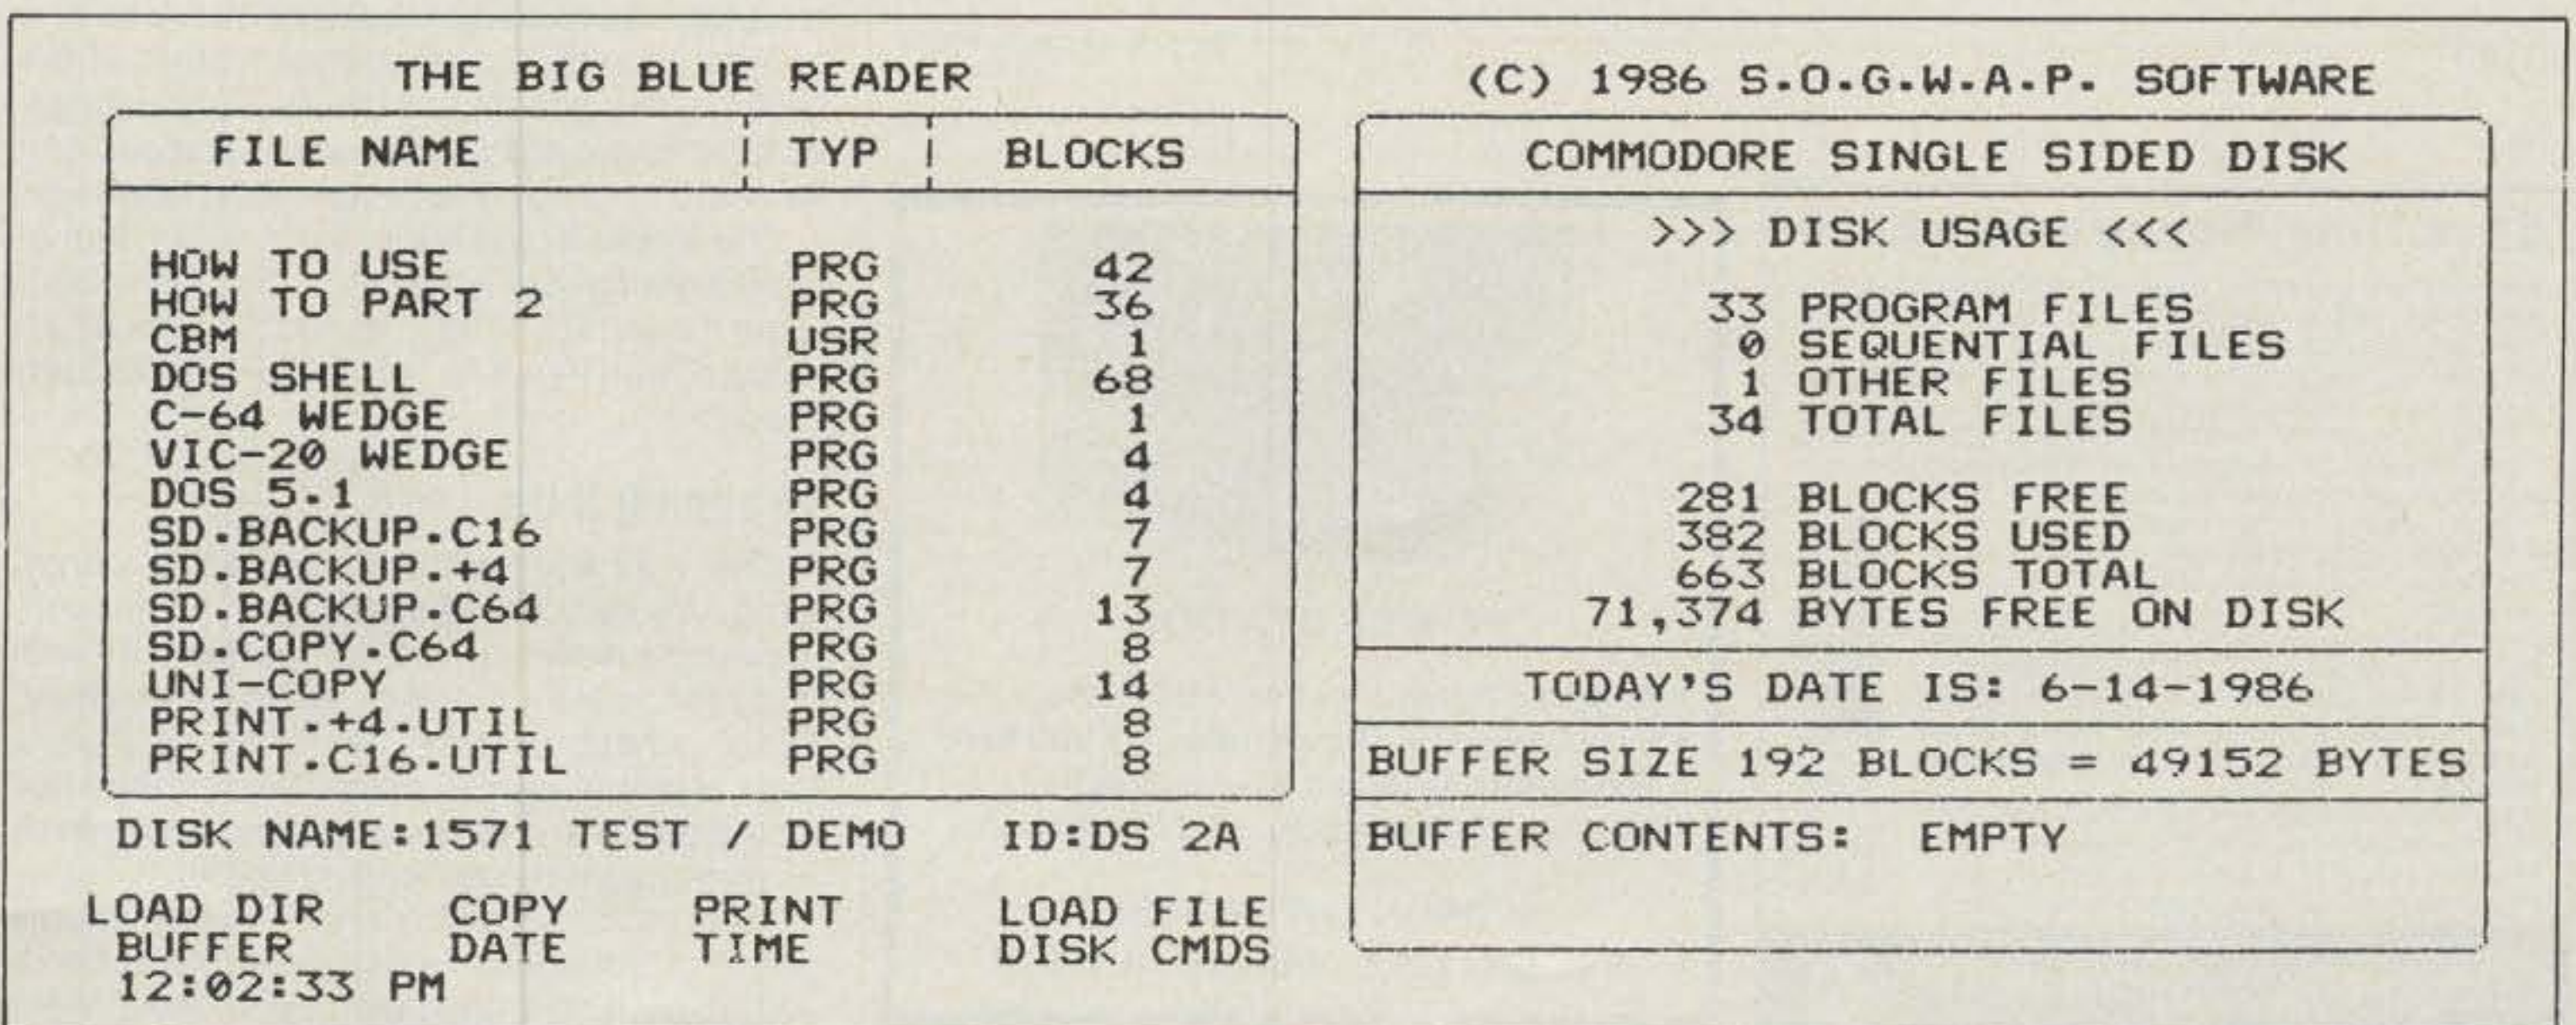 THE BIG BLUE READER
FILE NAME TYP BLOCKS
HOW TO USE PRG 42
HOW TO PART 2 PRG 36
CBM USR 1
DOS SHELL PRG 68
C-64 WEDGE PRG 1
VIC-20 WEDGE PRG 4
DOS 5.1 PRG 4
SD.BACKUP.C16 PRG 7
SD.BACKUP.+4 PRG 7
SD.BACKUP.C64 PRG 13
SD.COPY.C64 PRG 8
UNI-COPY PRG 14
PRINT.+4.UTIL PRG 8
PRINT.C16.UTIL PRG 8
DISK NAME:1571 TEST / DEMO ID:DS 2A
LOAD DIR COPY PRINT LOAD FILE
BUFFER DATE TIME DISK CMDS
12:02:33 PM
(C) 1986 S.O.G.W.A.P. SOFTWARE
COMMODORE SINGLE SIDED DISK
>>> DISK USAGE <<<
33 PROGRAM FILES
0 SEQUENTIAL FILES
1 OTHER FILES
34 TOTAL FILES
281 BLOCKS FREE
382 BLOCKS USED
663 BLOCKS TOTAL
71,374 BYTES FREE ON DISK
TODAY'S DATE IS: 6-14-1986
BUFFER SIZE 192 BLOCKS = 49152 BYTES
BUFFER CONTENTS: EMPTY